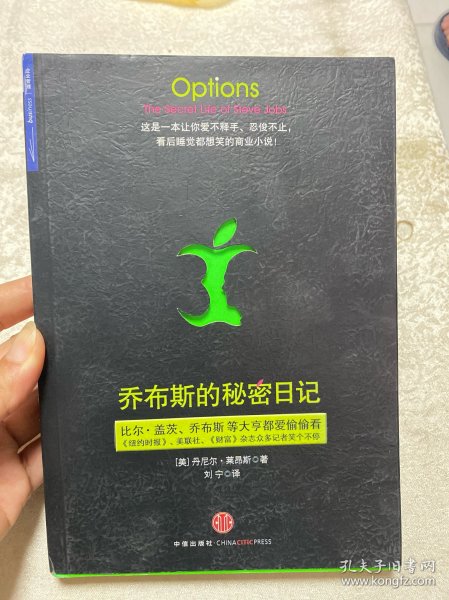 Options
The Secret Life of Steve Jobs
这是一本让你爱不释手、忍俊不止，
看后睡觉都想笑的商业小说！
乔布斯的秘密日记
比尔·盖茨、乔布斯 等大亨都爱偷偷看
《纽约时报》、美联社、《财富》杂志众多记者笑个不停
［美］丹尼尔·莱昂斯◎著
刘宁◎译
中信出版社·CHINACITICPRESS
孔夫子旧书网
www.kongfz.com